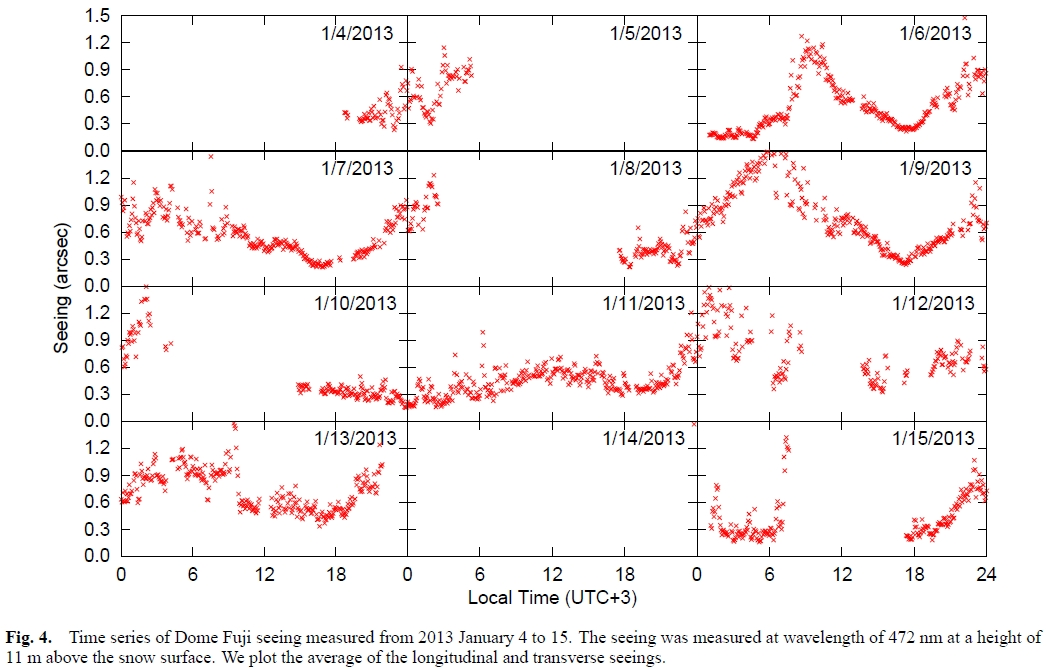 1.5 1/4/2013 1/5/2013 1/6/2013
1.2
0.9
0.6
0.3
0.0
1/7/2013 1/8/2013 1/9/2013
1.2
0.9
0.6
0.3
0.0
1/10/2013 1/11/2013 1/12/2013
1.2
0.9
0.6
0.3
0.0
1/13/2013 1/14/2013 1/15/2013
1.2
0.9
0.6
0.3
0.0
Seeing (arcsec)
0 6 12 18 0 6 12 18 0 6 12 18 24
Local Time (UTC+3)
Fig. 4. Time series of Dome Fuji seeing measured from 2013 January 4 to 15. The seeing was measured at wavelength of 472 nm at a height of
11 m above the snow surface. We plot the average of the longitudinal and transverse seeings.